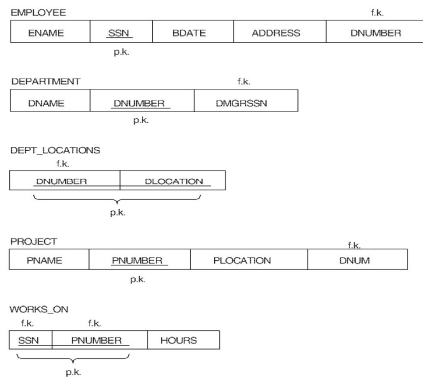 EMPLOYEE
f.k.
ENAME SSN BDATE ADDRESS DNUMBER
p.k.
DEPARTMENT
f.k.
DNAME DNUMBER DMGRSSN
p.k.
DEPT_LOCATIONS
f.k.
DNUMBER DLOCATION
p.k.
PROJECT
f.k.
PNAME PNUMBER PLOCATION DNUM
p.k.
WORKS_ON
f.k. f.k.
SSN PNUMBER HOURS
p.k.